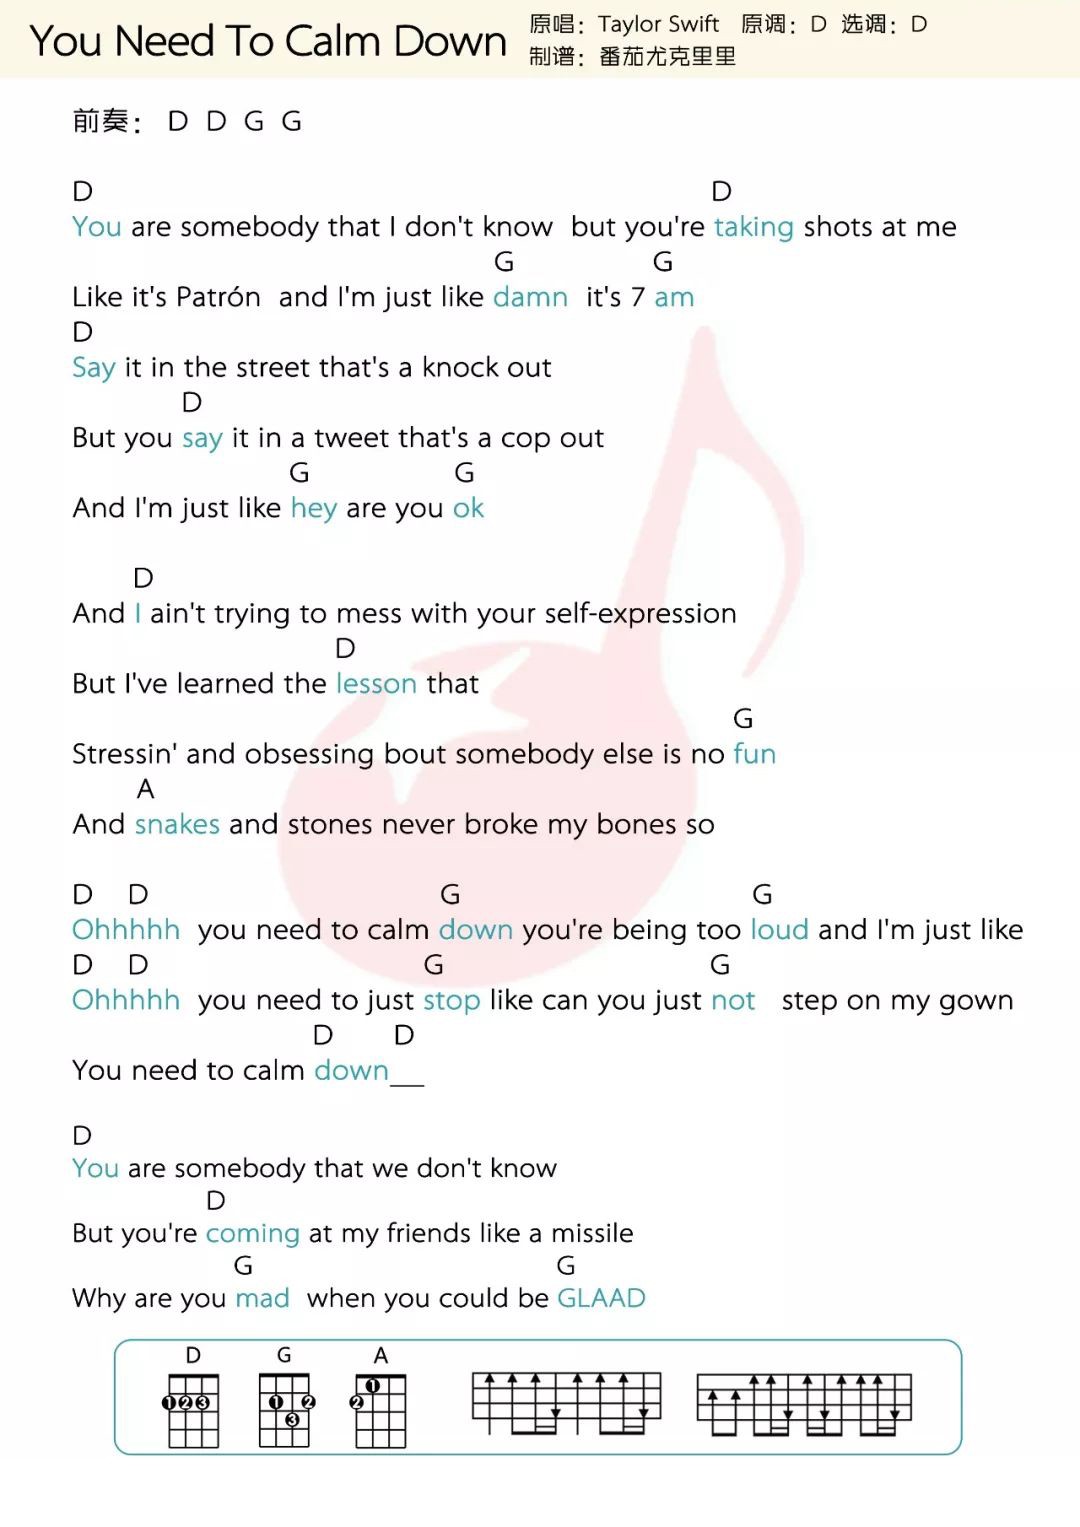 You Need To Calm Down
原唱：Taylor Swift 原调：D 选调：D
制谱：番茄尤克里里
前奏： D D G G
D D
You are somebody that I don't know but you're taking shots at me
G G
Like it's Patrón and I'm just like damn it's 7 am
D
Say it in the street that's a knock out
D
But you say it in a tweet that's a cop out
G G
And I'm just like hey are you ok
D
And I ain't trying to mess with your self-expression
D
But I've learned the lesson that
G
Stressin' and obsessing bout somebody else is no fun
A
And snakes and stones never broke my bones so
D D G G
Ohhhhh you need to calm down you're being too loud and I'm just like
D D G G
Ohhhhh you need to just stop like can you just not step on my gown
D D
You need to calm down__
D
You are somebody that we don't know
D
But you're coming at my friends like a missile
G G
Why are you mad when you could be GLAAD
D G A
1 2 3 1 2 3 1 2